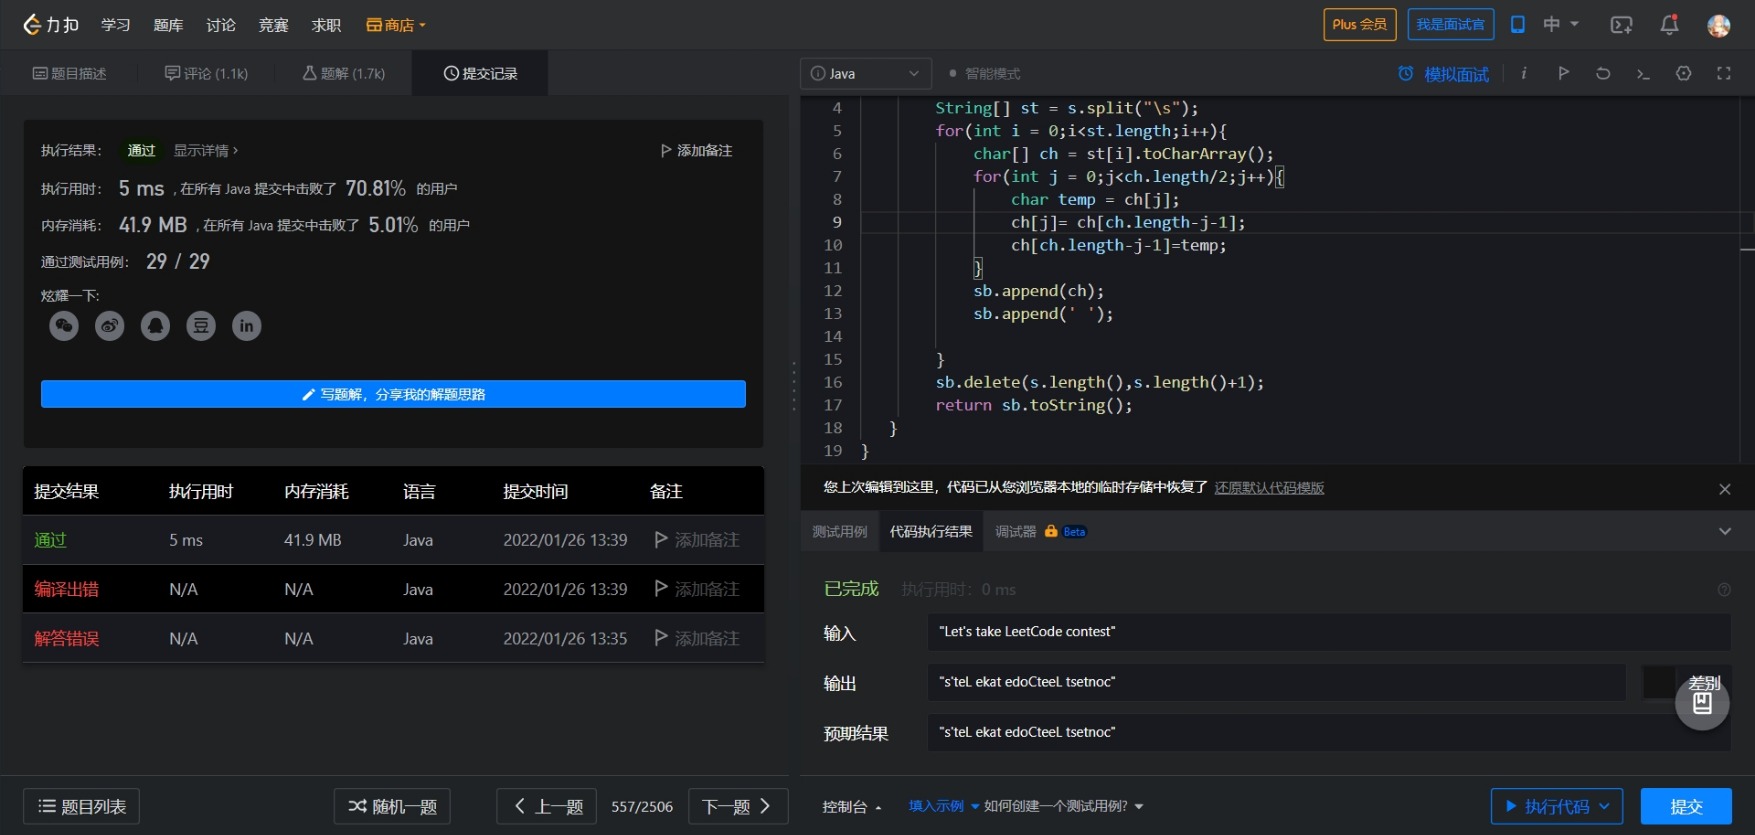 力扣 学习 题库 讨论 竞赛 求职 商店 Plus 会员 我是面试官 中
题目描述 评论 (1.1k) 题解 (1.7k) 提交记录
执行结果： 通过 显示详情 › 添加备注
执行用时： 5 ms , 在所有 Java 提交中击败了 70.81% 的用户
内存消耗： 41.9 MB , 在所有 Java 提交中击败了 5.01% 的用户
通过测试用例： 29 / 29
炫耀一下:
豆 in
写题解，分享我的解题思路
提交结果 执行用时 内存消耗 语言 提交时间 备注
通过 5 ms 41.9 MB Java 2022/01/26 13:39 添加备注
编译出错 N/A N/A Java 2022/01/26 13:39 添加备注
解答错误 N/A N/A Java 2022/01/26 13:35 添加备注
题目列表 随机一题 上一题 557/2506 下一题
Java 智能模式 模拟面试 i
4 String[] st = s.split("\s");
5 for(int i = 0;i<st.length;i++){
6 char[] ch = st[i].toCharArray();
7 for(int j = 0;j<ch.length/2;j++){
8 char temp = ch[j];
9 ch[j]= ch[ch.length-j-1];
10 ch[ch.length-j-1]=temp;
11 }
12 sb.append(ch);
13 sb.append(' ');
14
15 }
16 sb.delete(s.length(),s.length()+1);
17 return sb.toString();
18 }
19 }
您上次编辑到这里，代码已从您浏览器本地的临时存储中恢复了 还原默认代码模版
测试用例 代码执行结果 调试器 Beta
已完成 执行用时：0 ms
输入 "Let's take LeetCode contest"
输出 "s'teL ekat edoCteeL tsetnoc" 差别
预期结果 "s'teL ekat edoCteeL tsetnoc"
控制台 填入示例 如何创建一个测试用例? 执行代码 提交